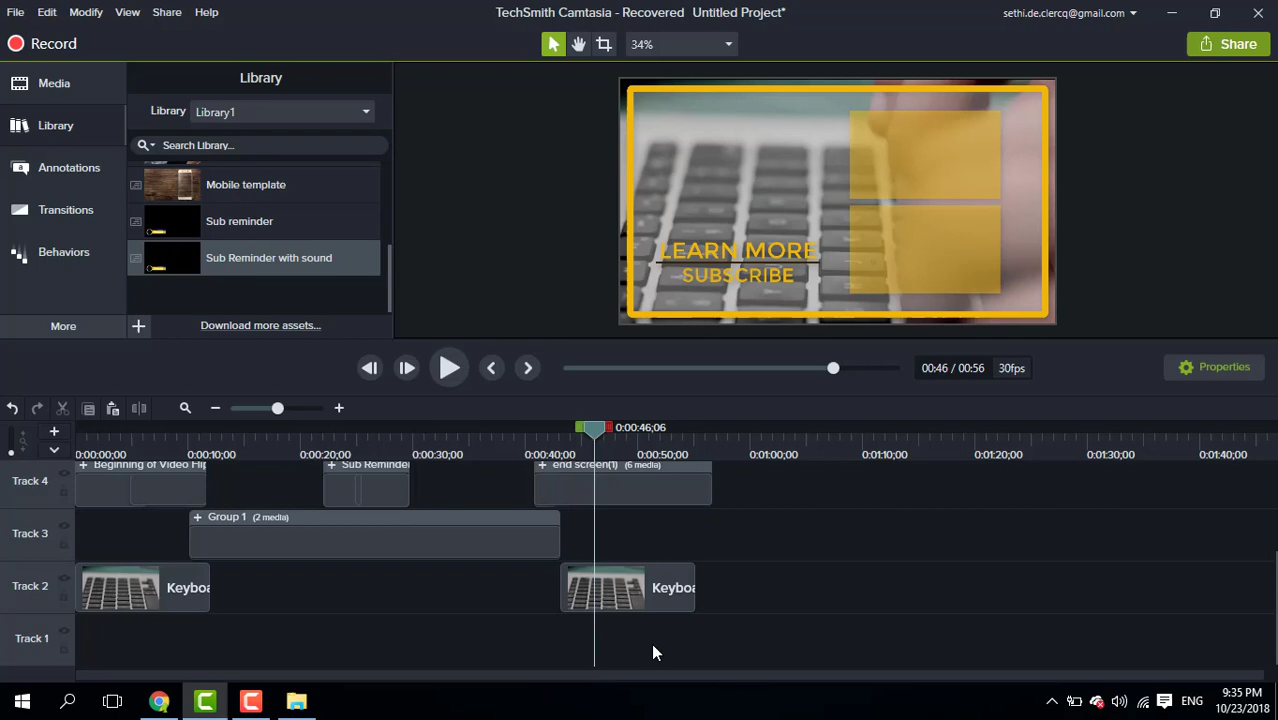 File Edit Modify View Share Help
TechSmith Camtasia - Recovered Untitled Project*
sethi.de.clercq@gmail.com
Record
34%
Share
Media
Library
Annotations
Transitions
Behaviors
More
Library
Library Library1
Search Library...
Mobile template
Sub reminder
Sub Reminder with sound
Download more assets...
LEARN MORE
SUBSCRIBE
00:46 / 00:56 30fps
Properties
0:00:46;06
0:00:00;00 0:00:10;00 0:00:20;00 0:00:30;00 0:00:40;00 0:00:50;00 0:01:00;00 0:01:10;00 0:01:20;00 0:01:30;00 0:01:40;00
Track 4
Beginning of Video Flip
Sub Reminder
end screen(1) (6 media)
Track 3
Group 1 (2 media)
Track 2
Keyboa
Keyboa
Track 1
ENG
9:35 PM
10/23/2018